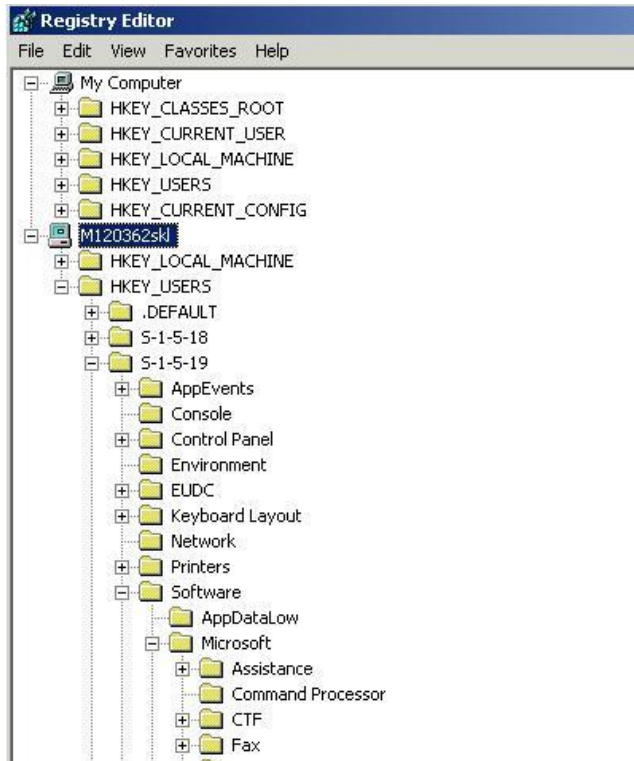 Registry Editor
File Edit View Favorites Help
My Computer
HKEY_CLASSES_ROOT
HKEY_CURRENT_USER
HKEY_LOCAL_MACHINE
HKEY_USERS
HKEY_CURRENT_CONFIG
M120362skl
HKEY_LOCAL_MACHINE
HKEY_USERS
.DEFAULT
S-1-5-18
S-1-5-19
AppEvents
Console
Control Panel
Environment
EUDC
Keyboard Layout
Network
Printers
Software
AppDataLow
Microsoft
Assistance
Command Processor
CTF
Fax